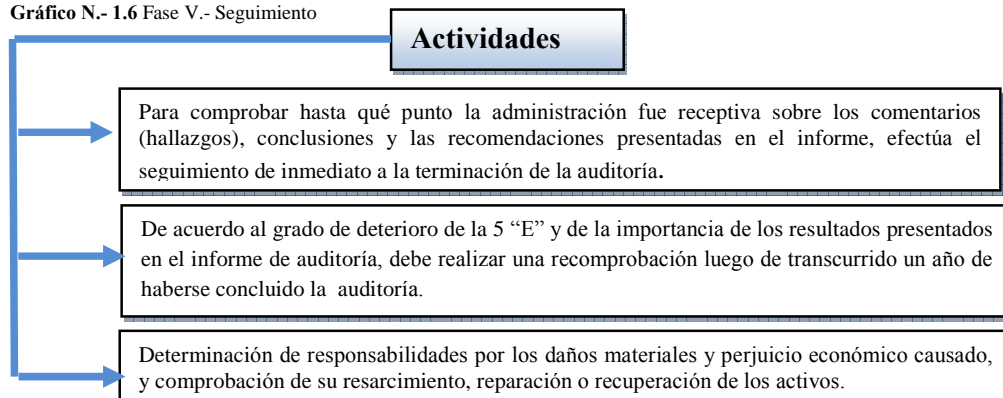 Gráfico N.- 1.6 Fase V.- Seguimiento
Actividades
Para comprobar hasta qué punto la administración fue receptiva sobre los comentarios
(hallazgos), conclusiones y las recomendaciones presentadas en el informe, efectúa el
seguimiento de inmediato a la terminación de la auditoría.
De acuerdo al grado de deterioro de la 5 “E” y de la importancia de los resultados presentados
en el informe de auditoría, debe realizar una recomprobación luego de transcurrido un año de
haberse concluido la auditoría.
Determinación de responsabilidades por los daños materiales y perjuicio económico causado,
y comprobación de su resarcimiento, reparación o recuperación de los activos.